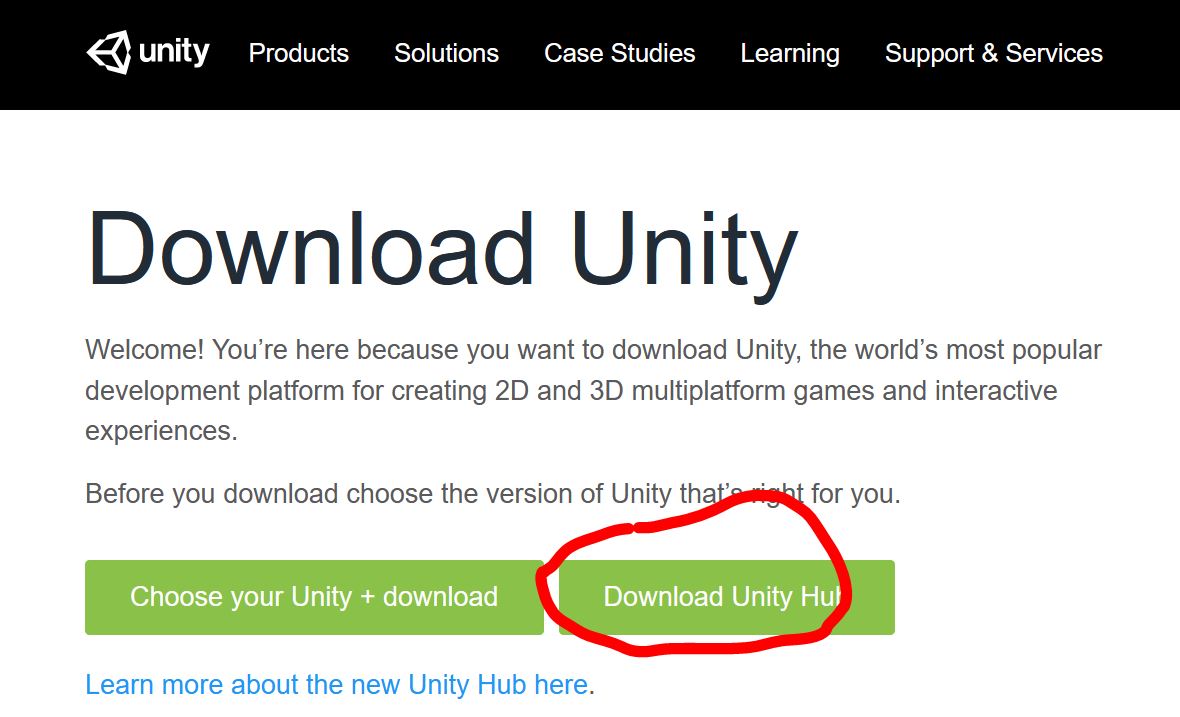 unity Products Solutions Case Studies Learning Support & Services
Download Unity
Welcome! You’re here because you want to download Unity, the world’s most popular
development platform for creating 2D and 3D multiplatform games and interactive
experiences.
Before you download choose the version of Unity that’s right for you.
Choose your Unity + download Download Unity Hub
Learn more about the new Unity Hub here.